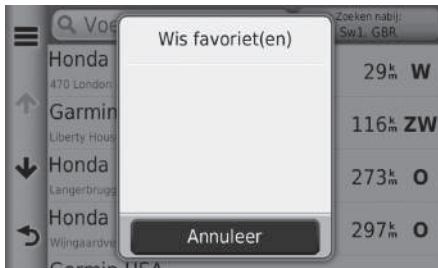 Voe
Zoeken nabij:
Sw1, GBR
Wis favoriet(en)
Honda
470 London
29 km W
Garmin
Liberty Hous
116 km ZW
Honda
Langerbrugg
273 km O
Honda
Wijngaardve
297 km O
Annuleer
Garmin USA